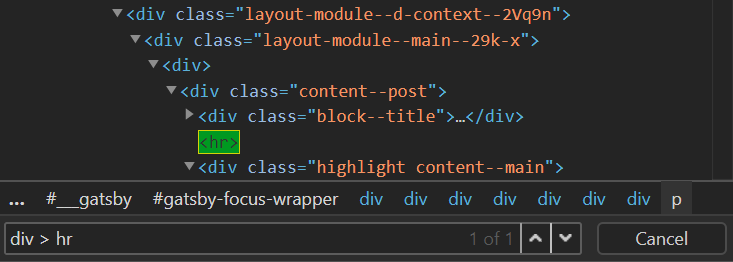 <div class="layout-module--d-context--2Vq9n">
<div class="layout-module--main--29k-x">
<div>
<div class="content--post">
<div class="block--title">…</div>
<hr>
<div class="highlight content--main">
... #___gatsby #gatsby-focus-wrapper div div div div div div div p
div > hr 1 of 1 Cancel